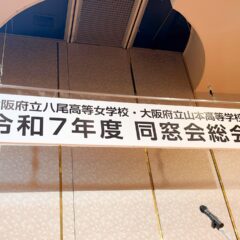 阪府立八尾高等女学校・大阪府立山本高等学校
令和7年度 同窓会総会